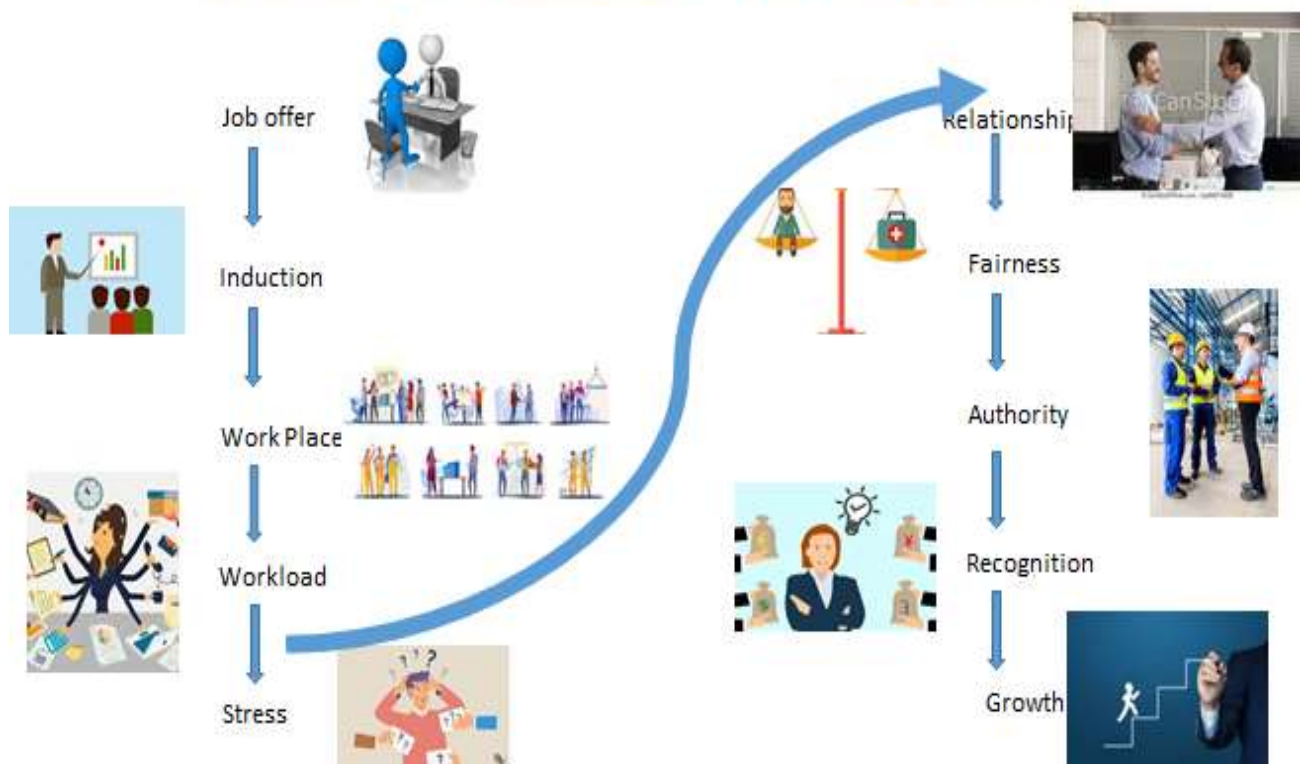 Job offer
Induction
Work Place
Workload
Stress
Relationship
Fairness
Authority
Recognition
Growth